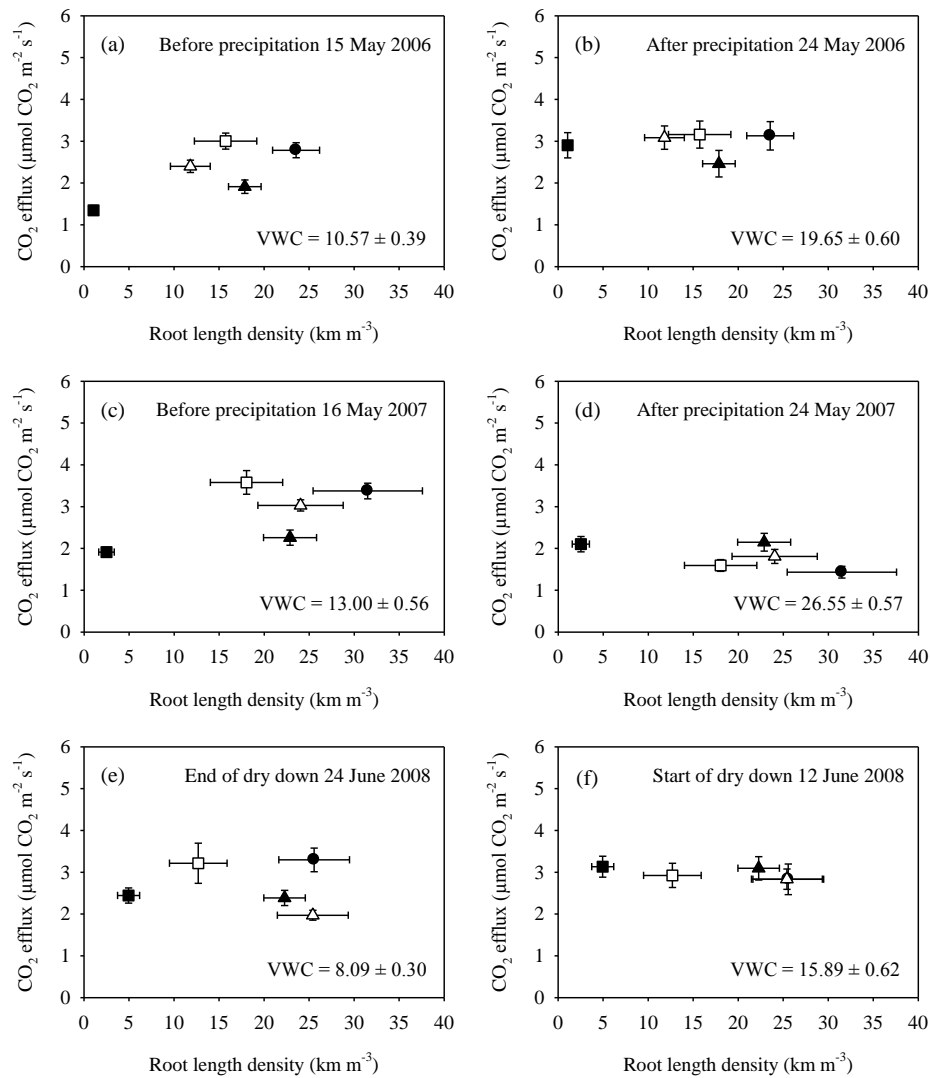 (a) Before precipitation 15 May 2006
CO₂ efflux (μmol CO₂ m⁻² s⁻¹)
6
5
4
3
2
1
0
VWC = 10.57 ± 0.39
0 5 10 15 20 25 30 35 40
Root length density (km m⁻³)
(b) After precipitation 24 May 2006
CO₂ efflux (μmol CO₂ m⁻² s⁻¹)
6
5
4
3
2
1
0
VWC = 19.65 ± 0.60
0 5 10 15 20 25 30 35 40
Root length density (km m⁻³)
(c) Before precipitation 16 May 2007
CO₂ efflux (μmol CO₂ m⁻² s⁻¹)
6
5
4
3
2
1
0
VWC = 13.00 ± 0.56
0 5 10 15 20 25 30 35 40
Root length density (km m⁻³)
(d) After precipitation 24 May 2007
CO₂ efflux (μmol CO₂ m⁻² s⁻¹)
6
5
4
3
2
1
0
VWC = 26.55 ± 0.57
0 5 10 15 20 25 30 35 40
Root length density (km m⁻³)
(e) End of dry down 24 June 2008
CO₂ efflux (μmol CO₂ m⁻² s⁻¹)
6
5
4
3
2
1
0
VWC = 8.09 ± 0.30
0 5 10 15 20 25 30 35 40
Root length density (km m⁻³)
(f) Start of dry down 12 June 2008
CO₂ efflux (μmol CO₂ m⁻² s⁻¹)
6
5
4
3
2
1
0
VWC = 15.89 ± 0.62
0 5 10 15 20 25 30 35 40
Root length density (km m⁻³)